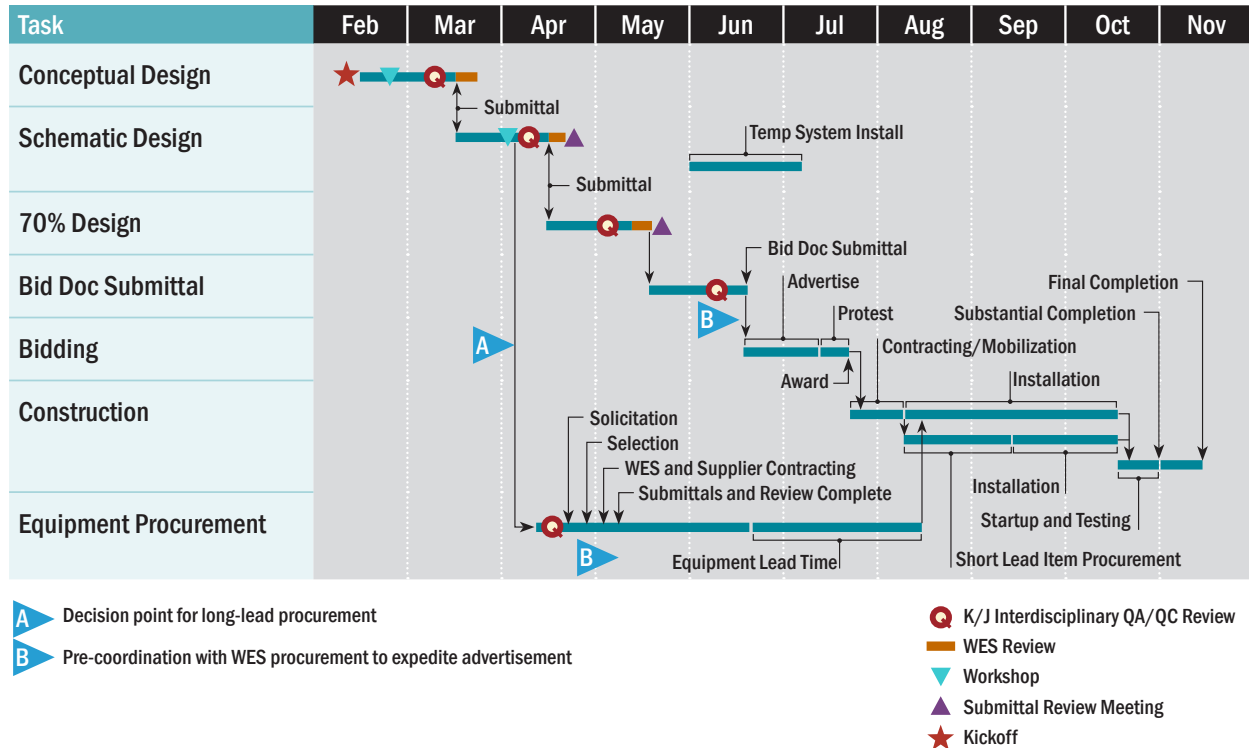 Task Feb Mar Apr May Jun Jul Aug Sep Oct Nov
Conceptual Design
Submittal
Schematic Design
Temp System Install
Submittal
70% Design
Bid Doc Submittal
Bid Doc Submittal
Advertise
Final Completion
B
Protest
Substantial Completion
A
Bidding
Contracting/Mobilization
Award
Installation
Construction
Solicitation
Selection
WES and Supplier Contracting
Installation
Submittals and Review Complete
Equipment Procurement
Startup and Testing
B
Equipment Lead Time
Short Lead Item Procurement
A Decision point for long-lead procurement
B Pre-coordination with WES procurement to expedite advertisement
Q K/J Interdisciplinary QA/QC Review
WES Review
Workshop
Submittal Review Meeting
Kickoff